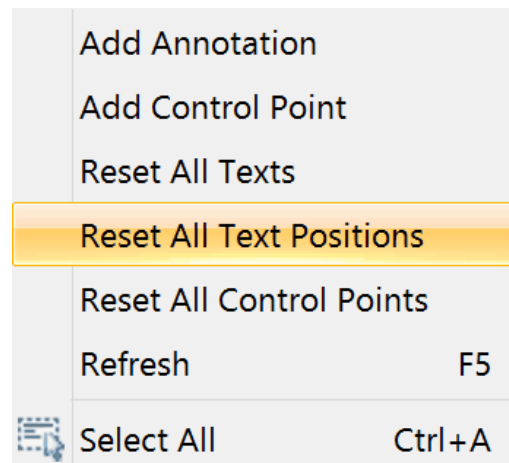 Add Annotation
Add Control Point
Reset All Texts
Reset All Text Positions
Reset All Control Points
Refresh F5
Select All Ctrl+A